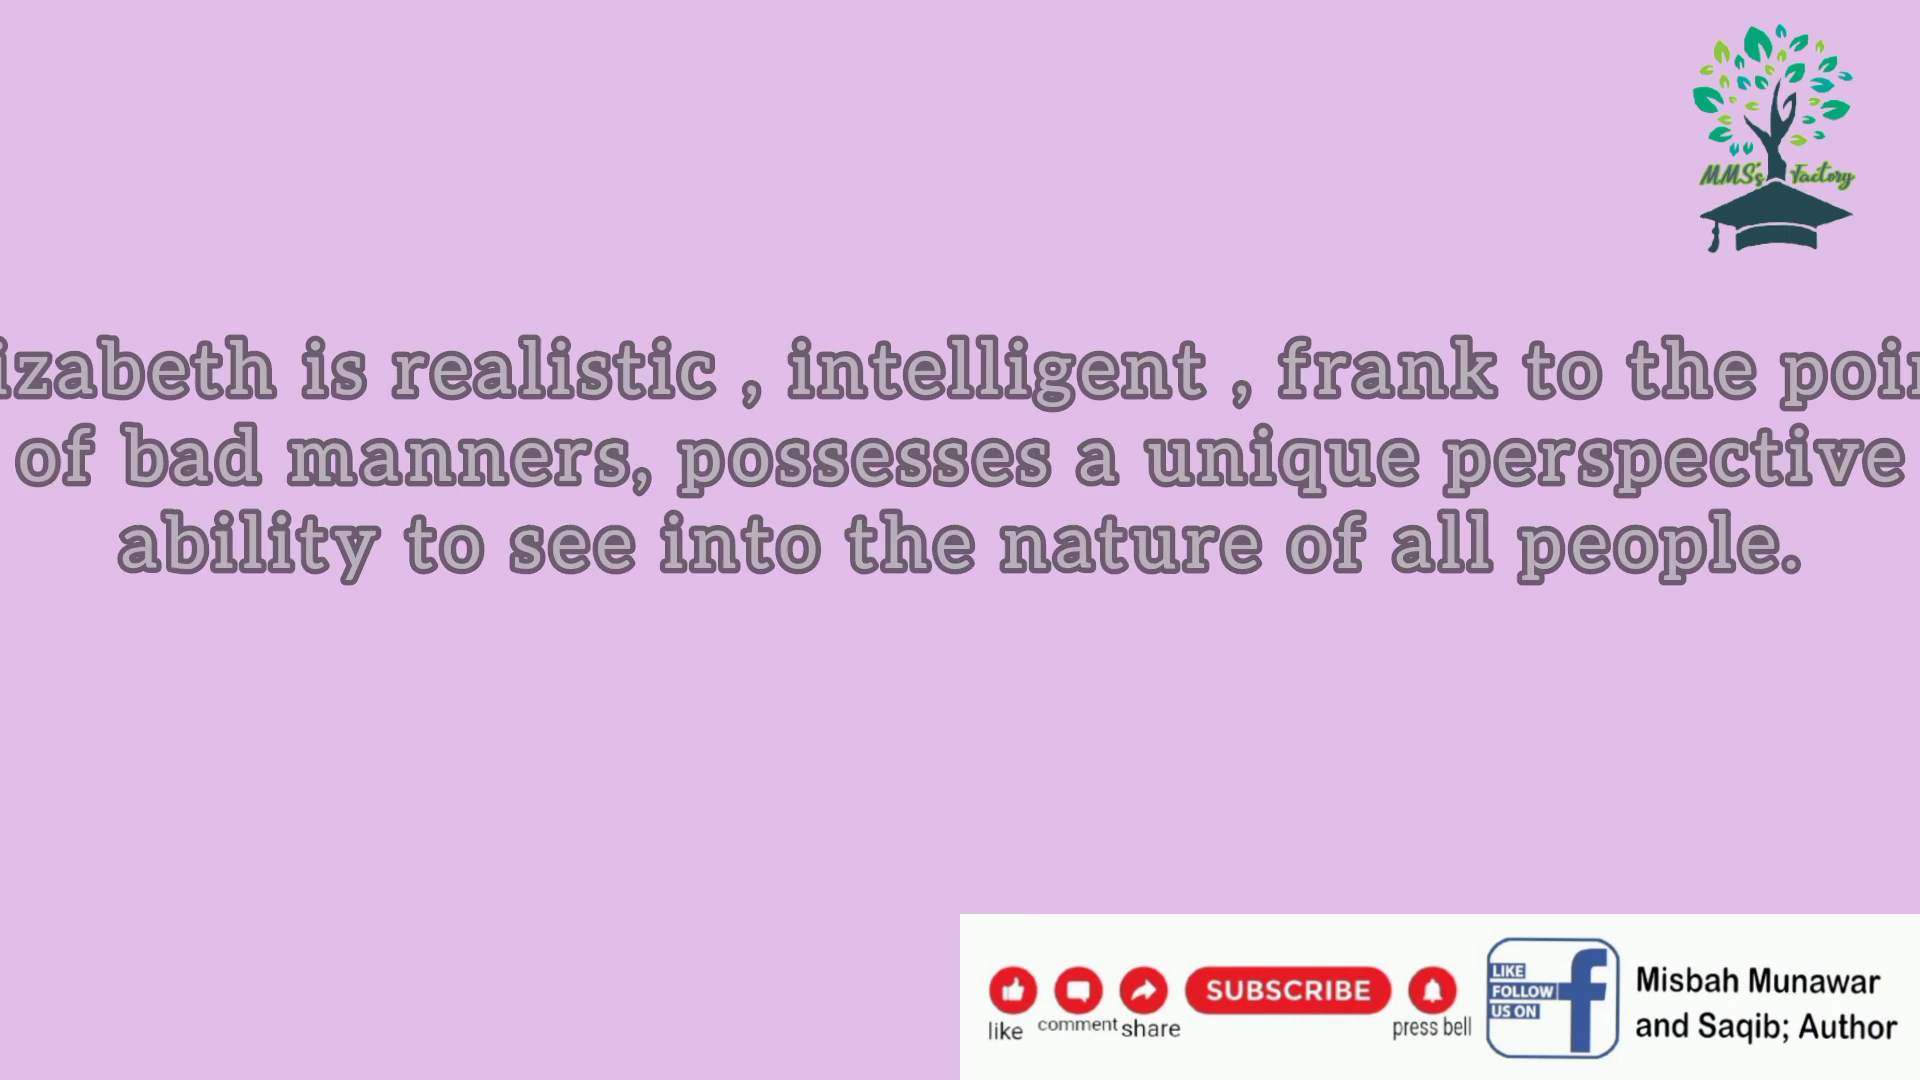 MMS's Factory
izabeth is realistic , intelligent , frank to the poin
of bad manners, possesses a unique perspective
ability to see into the nature of all people.
LIKE
FOLLOW
US ON
SUBSCRIBE
like comment share press bell
Misbah Munawar
and Saqib; Author